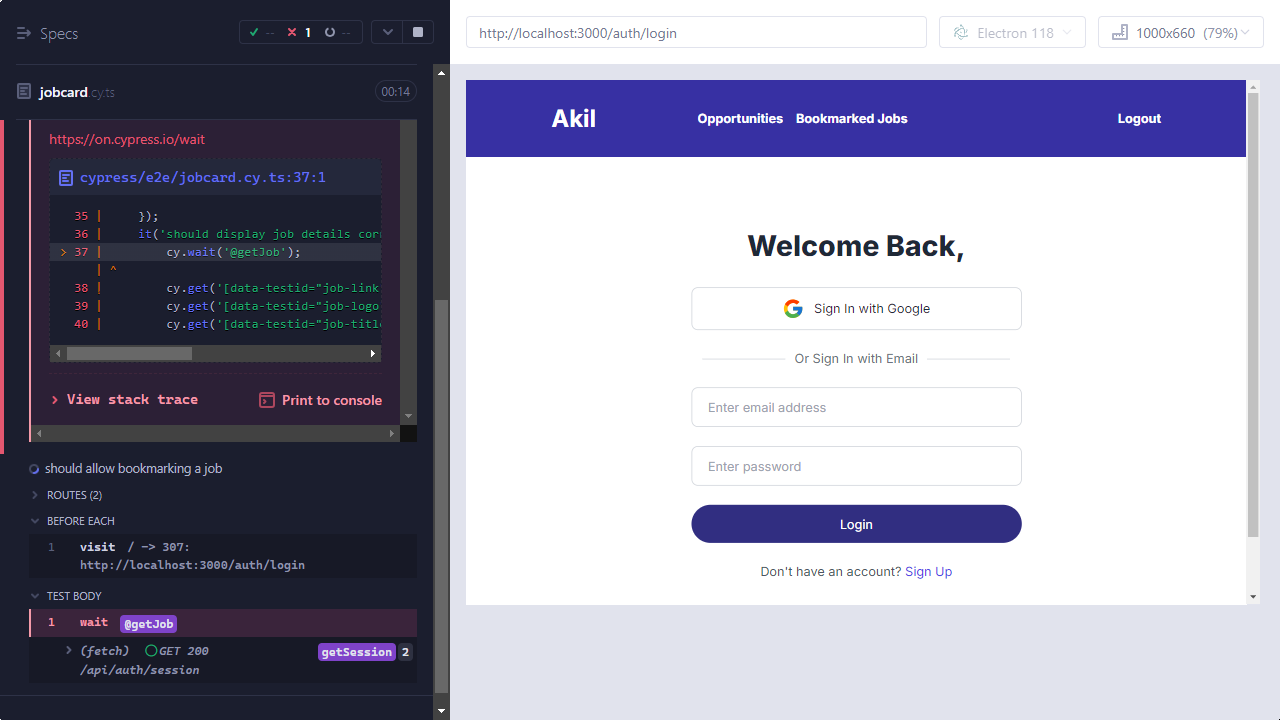 Specs
-- 1 --
jobcard.cy.ts
00:14
https://on.cypress.io/wait
cypress/e2e/jobcard.cy.ts:37:1
35 | });
36 | it('should display job details cor
> 37 | cy.wait('@getJob');
| ^
38 | cy.get('[data-testid="job-link
39 | cy.get('[data-testid="job-logo
40 | cy.get('[data-testid="job-title
View stack trace
Print to console
should allow bookmarking a job
ROUTES (2)
BEFORE EACH
1 visit / -> 307:
http://localhost:3000/auth/login
TEST BODY
1 wait @getJob
(fetch) GET 200
/api/auth/session
getSession 2
http://localhost:3000/auth/login
Electron 118
1000x660 (79%)
Akil
Opportunities
Bookmarked Jobs
Logout
Welcome Back,
Sign In with Google
Or Sign In with Email
Enter email address
Enter password
Login
Don't have an account? Sign Up